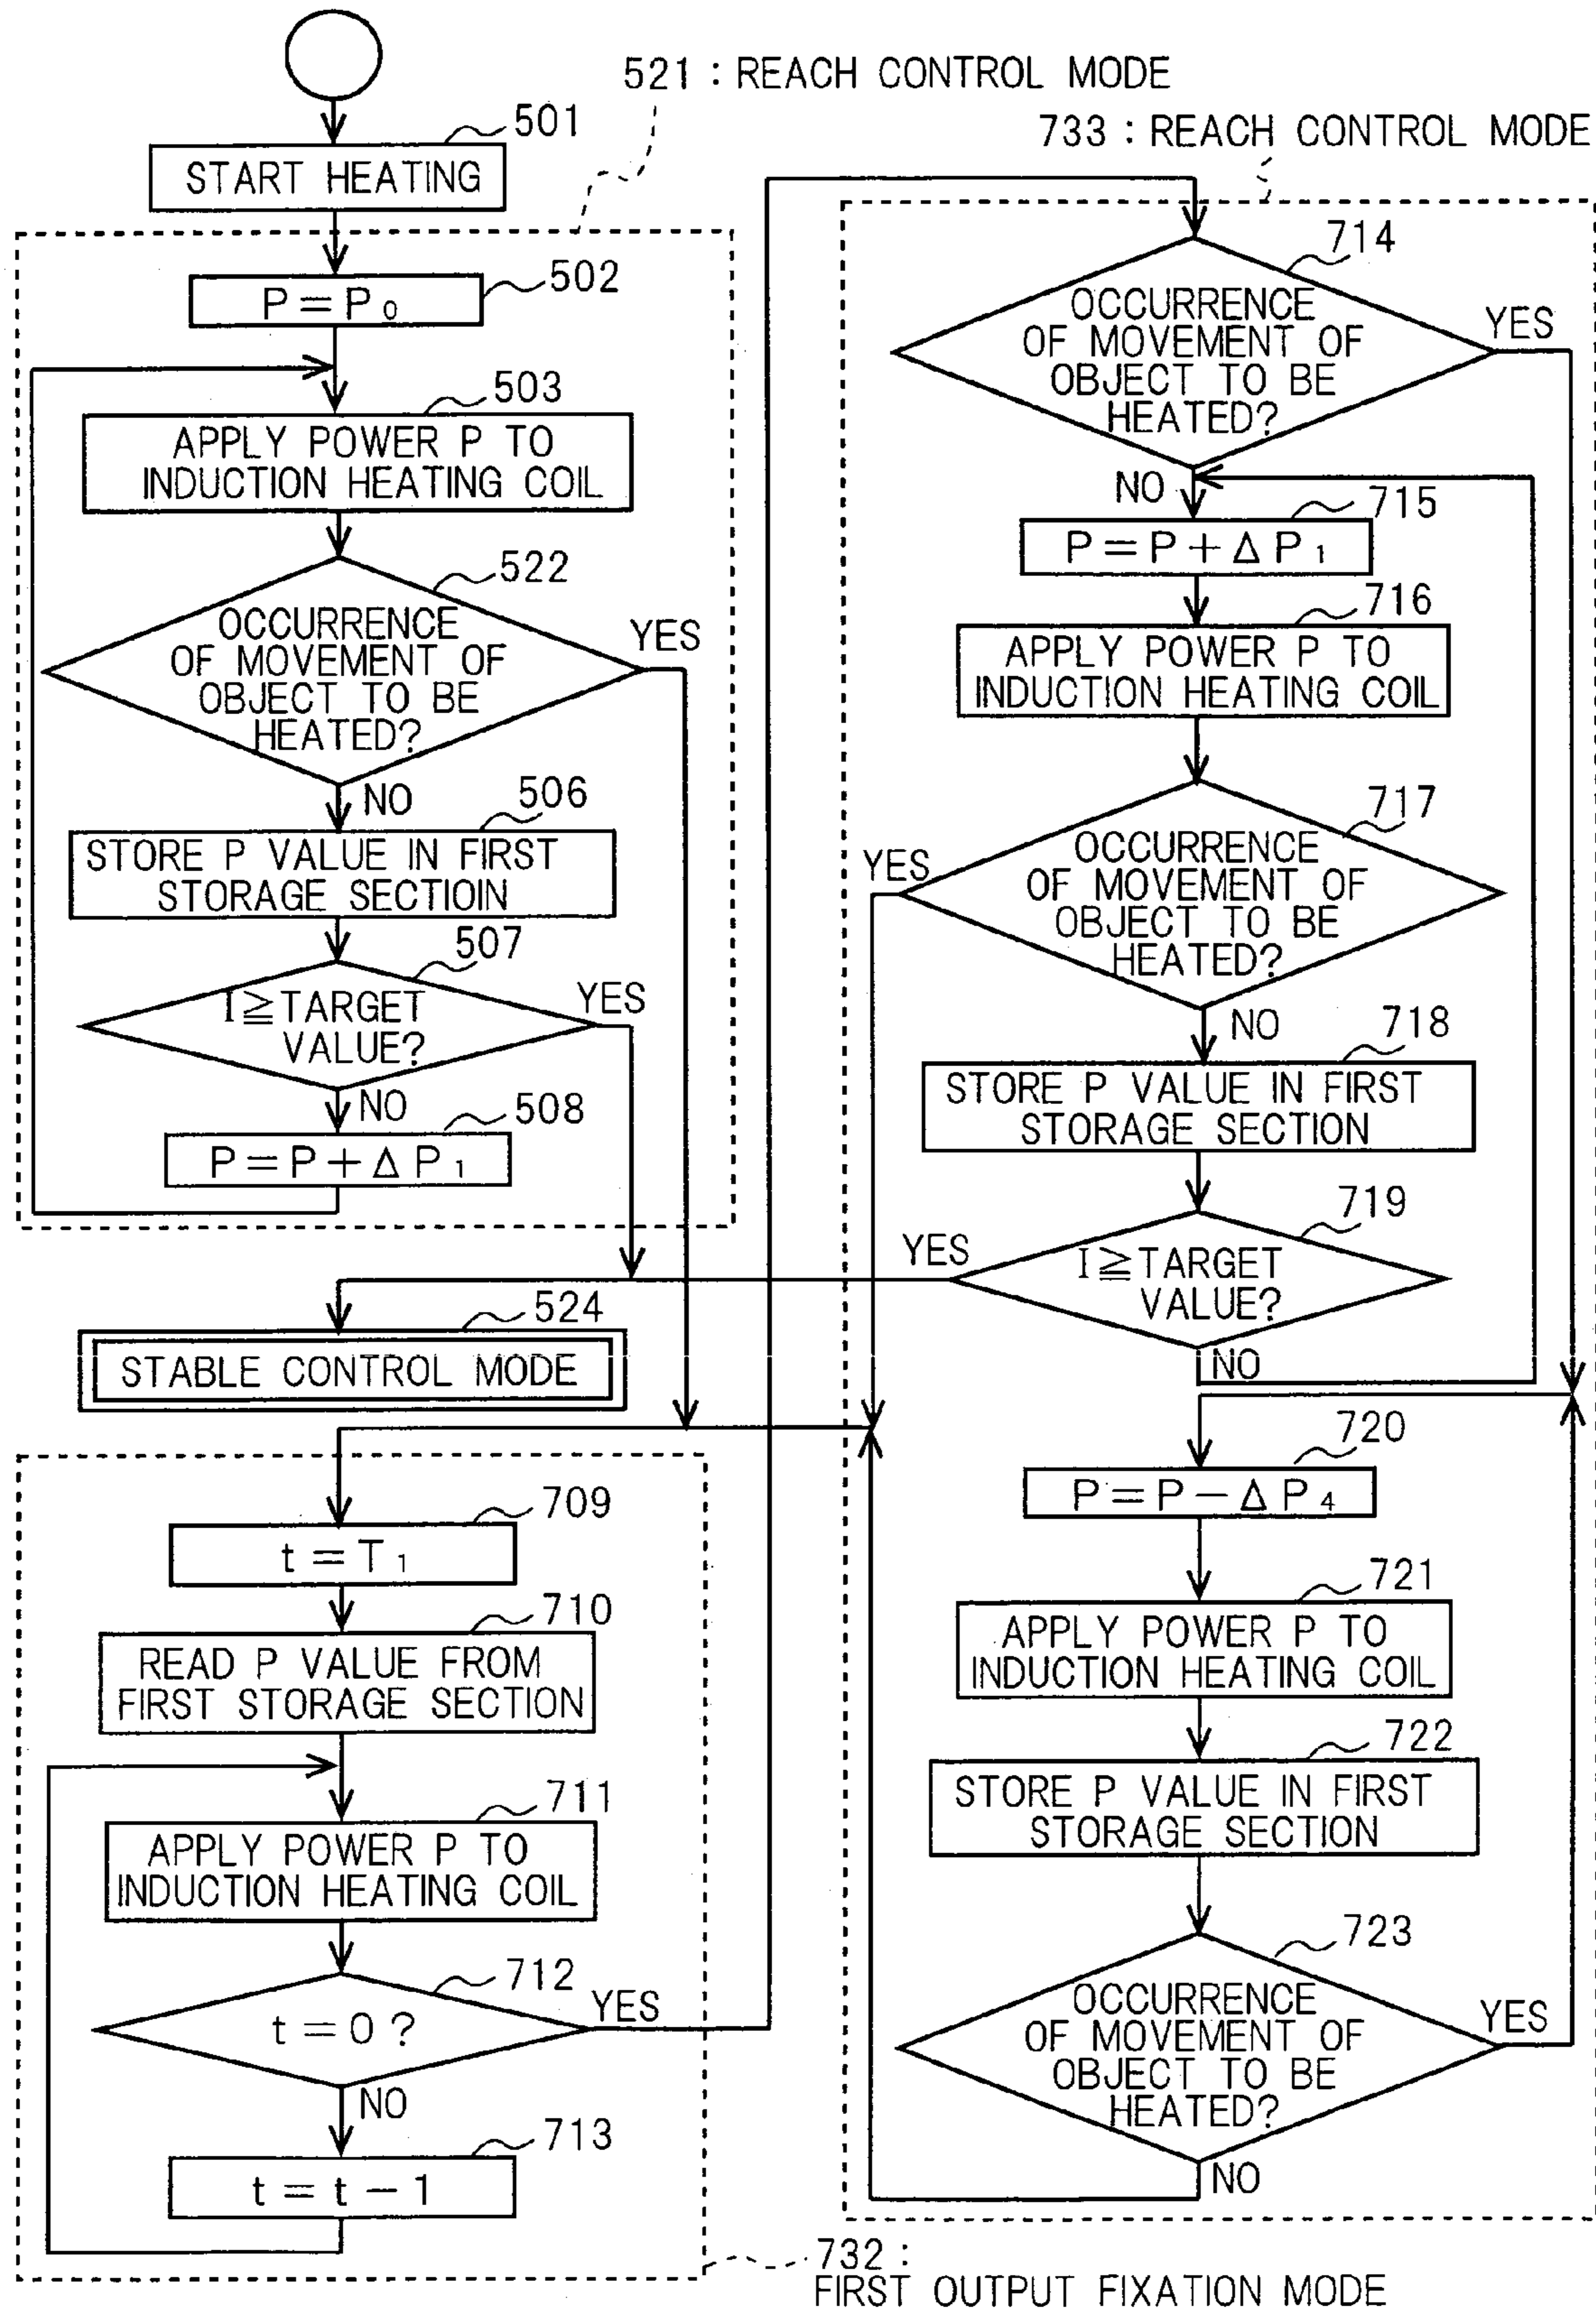 521 : REACH CONTROL MODE
733 : REACH CONTROL MODE
501
START HEATING
502
P = P₀
503
APPLY POWER P TO
INDUCTION HEATING COIL
522
OCCURRENCE
OF MOVEMENT OF
OBJECT TO BE
HEATED?
YES
NO
506
STORE P VALUE IN FIRST
STORAGE SECTIOIN
507
I ≧ TARGET
VALUE?
YES
NO
508
P = P + Δ P₁
524
STABLE CONTROL MODE
709
t = T₁
710
READ P VALUE FROM
FIRST STORAGE SECTION
711
APPLY POWER P TO
INDUCTION HEATING COIL
712
t = 0 ?
YES
NO
713
t = t − 1
732 :
FIRST OUTPUT FIXATION MODE
714
OCCURRENCE
OF MOVEMENT OF
OBJECT TO BE
HEATED?
YES
NO
715
P = P + Δ P₁
716
APPLY POWER P TO
INDUCTION HEATING COIL
717
OCCURRENCE
OF MOVEMENT OF
OBJECT TO BE
HEATED?
YES
NO
718
STORE P VALUE IN FIRST
STORAGE SECTION
719
I ≧ TARGET
VALUE?
YES
NO
720
P = P − Δ P₄
721
APPLY POWER P TO
INDUCTION HEATING COIL
722
STORE P VALUE IN FIRST
STORAGE SECTION
723
OCCURRENCE
OF MOVEMENT OF
OBJECT TO BE
HEATED?
YES
NO